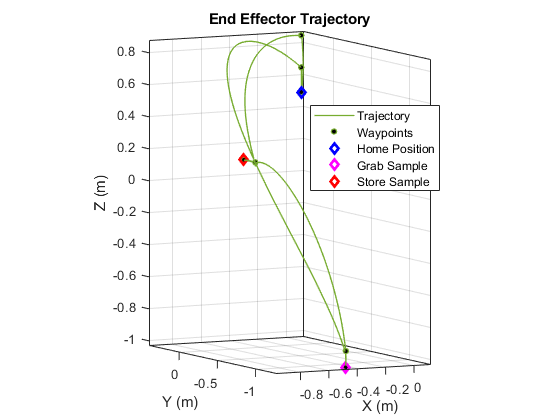 End Effector Trajectory
0.8
0.6
0.4
0.2
0
-0.2
-0.4
-0.6
-0.8
-1
Z (m)
Trajectory
Waypoints
Home Position
Grab Sample
Store Sample
0
-0.5
-1
Y (m)
-0.8 -0.6 -0.4 -0.2 0
X (m)